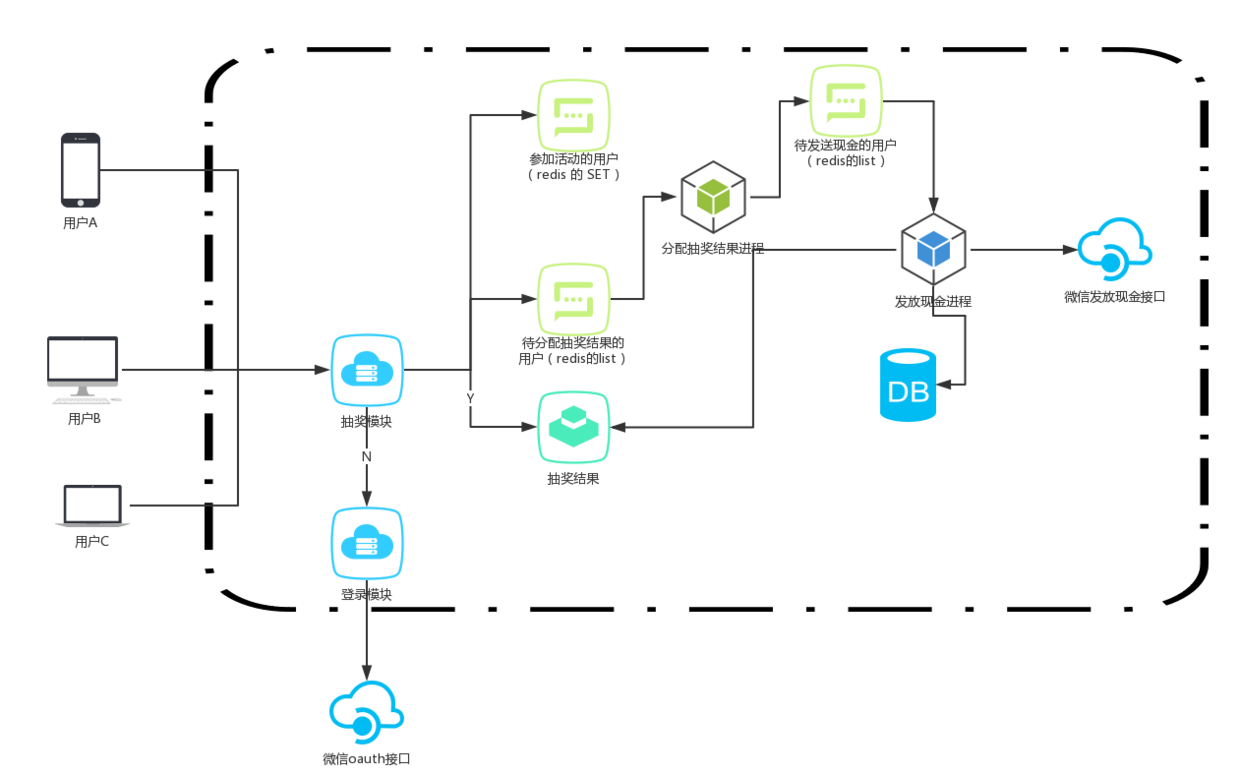 参加活动的用户
（redis 的 SET）
待发送现金的用户
（redis的list）
用户A
分配抽奖结果进程
微信发放现金接口
发放现金进程
待分配抽奖结果的
用户（redis的list）
DB
Y
用户B
抽奖模块
N
抽奖结果
用户C
登录模块
微信oauth接口